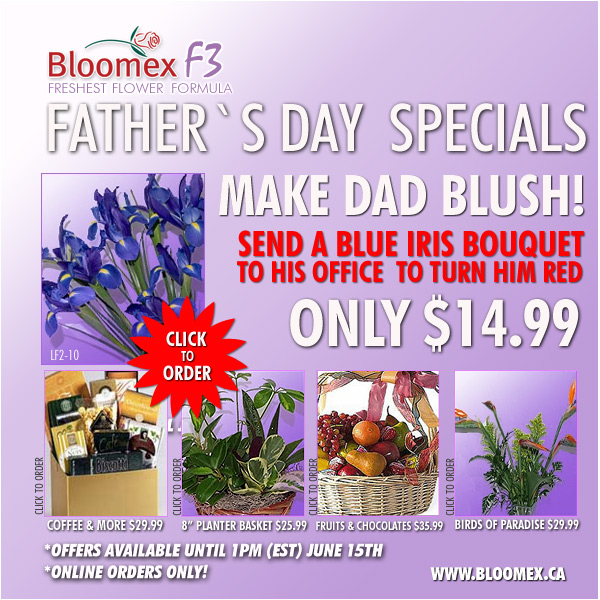 Bloomex F3
FRESHEST FLOWER FORMULA
FATHER`S DAY SPECIALS
MAKE DAD BLUSH!
SEND A BLUE IRIS BOUQUET
TO HIS OFFICE TO TURN HIM RED
ONLY $14.99
LF2-10
CLICK
TO
ORDER
Biscotti
CLICK TO ORDER
CLICK TO ORDER
CLICK TO ORDER
CLICK TO ORDER
COFFEE & MORE $29.99
8" PLANTER BASKET $25.99
FRUITS & CHOCOLATES $35.99
BIRDS OF PARADISE $29.99
*OFFERS AVAILABLE UNTIL 1PM (EST) JUNE 15TH
*ONLINE ORDERS ONLY!
WWW.BLOOMEX.CA